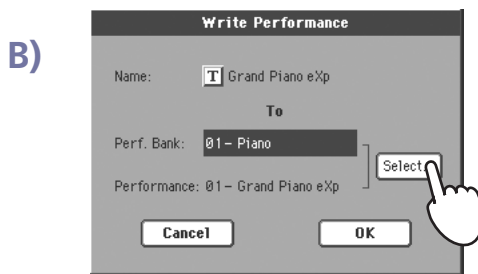 B)
Write Performance
Name: T Grand Piano eXp
To
Perf. Bank: 01- Piano
Select
Performance: 01- Grand Piano eXp
Cancel OK